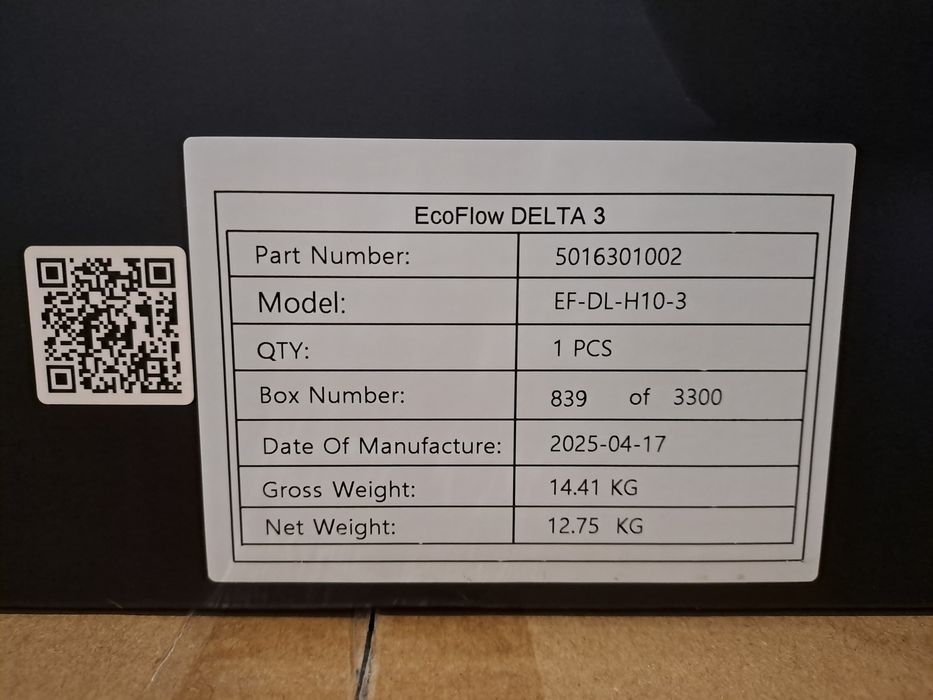 EcoFlow DELTA 3
Part Number: 5016301002
Model: EF-DL-H10-3
QTY: 1 PCS
Box Number: 839 of 3300
Date Of Manufacture: 2025-04-17
Gross Weight: 14.41 KG
Net Weight: 12.75 KG